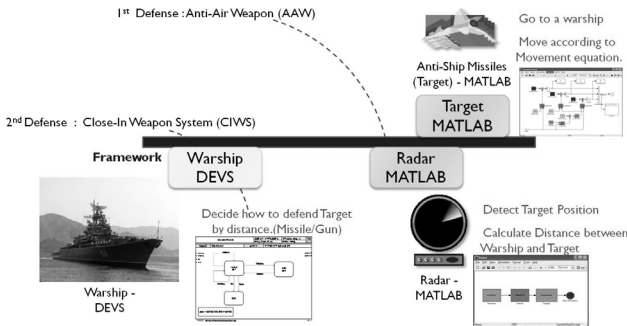 1st Defense : Anti-Air Weapon (AAW)
Go to a warship
Move according to
Movement equation.
Anti-Ship Missiles
(Target) - MATLAB
Target
MATLAB
2nd Defense : Close-In Weapon System (CIWS)
Framework
Warship
DEVS
Radar
MATLAB
Decide how to defend Target
by distance.(Missile/Gun)
Detect Target Position
Calculate Distance between
Warship and Target
Warship -
DEVS
Radar -
MATLAB